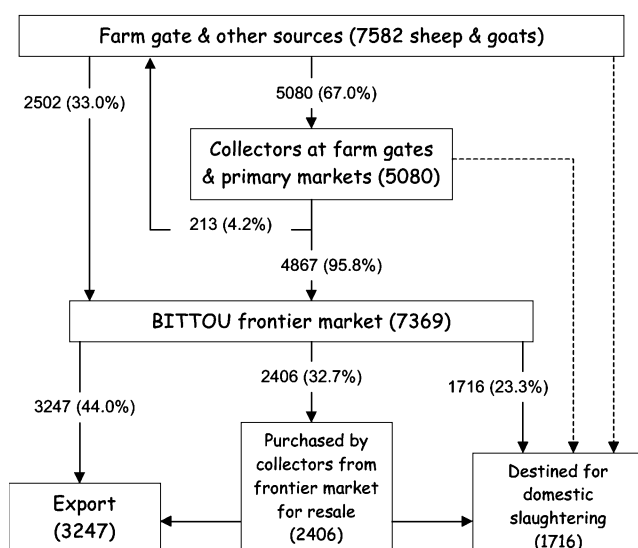 Farm gate & other sources (7582 sheep & goats)
2502 (33.0%)
5080 (67.0%)
Collectors at farm gates
& primary markets (5080)
213 (4.2%)
4867 (95.8%)
BITTOU frontier market (7369)
2406 (32.7%)
1716 (23.3%)
3247 (44.0%)
Purchased by
collectors from
frontier market
for resale
(2406)
Export
(3247)
Destined for
domestic
slaughtering
(1716)